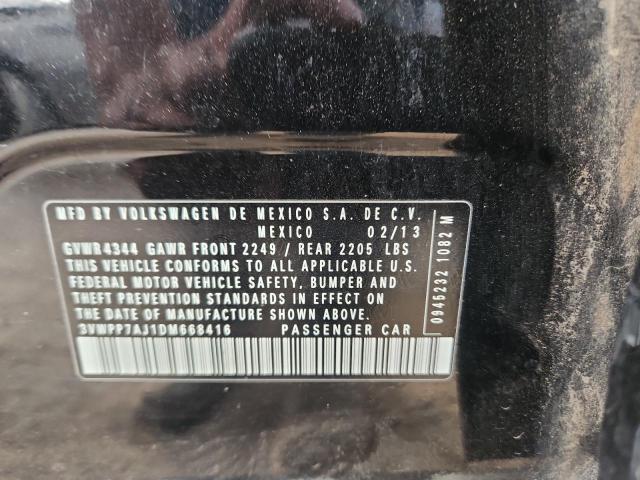 MFD BY VOLKSWAGEN DE MEXICO S.A. DE C.V.
MEXICO 02/13
GVWR 4344 GAWR FRONT 2249 / REAR 2205 LBS
THIS VEHICLE CONFORMS TO ALL APPLICABLE U.S.
FEDERAL MOTOR VEHICLE SAFETY, BUMPER AND
THEFT PREVENTION STANDARDS IN EFFECT ON
THE DATE OF MANUFACTURE SHOWN ABOVE.
3VWPP7AJ1DM668416 PASSENGER CAR
0945232 1082 M